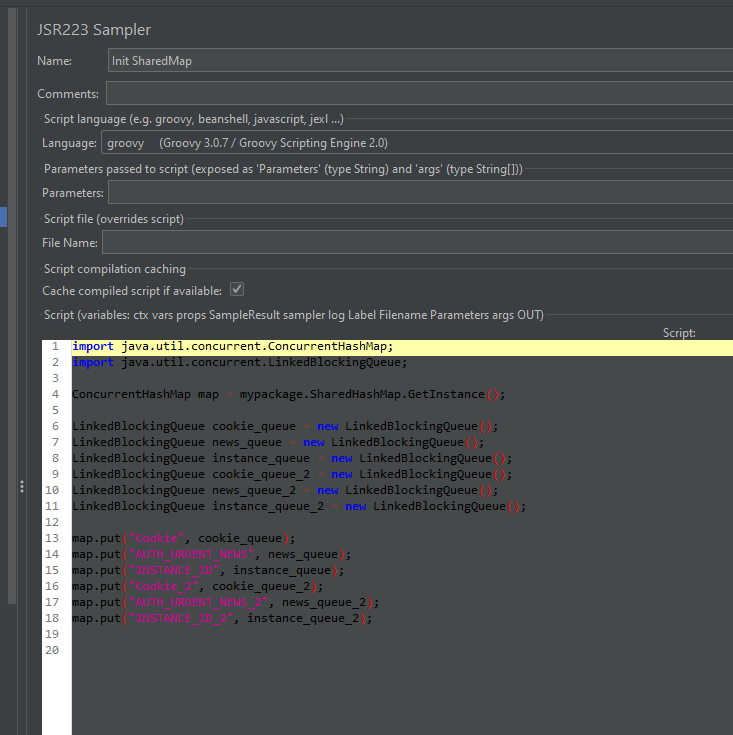 JSR223 Sampler
Name: Init SharedMap
Comments:
Script language (e.g. groovy, beanshell, javascript, jexl ...)
Language: groovy (Groovy 3.0.7 / Groovy Scripting Engine 2.0)
Parameters passed to script (exposed as 'Parameters' (type String) and 'args' (type String[]))
Parameters:
Script file (overrides script)
File Name:
Script compilation caching
Cache compiled script if available:
Script (variables: ctx vars props SampleResult sampler log Label Filename Parameters args OUT)
Script:
1 import java.util.concurrent.ConcurrentHashMap;
2 import java.util.concurrent.LinkedBlockingQueue;
3
4 ConcurrentHashMap map = mypackage.SharedHashMap.GetInstance();
5
6 LinkedBlockingQueue cookie_queue = new LinkedBlockingQueue();
7 LinkedBlockingQueue news_queue = new LinkedBlockingQueue();
8 LinkedBlockingQueue instance_queue = new LinkedBlockingQueue();
9 LinkedBlockingQueue cookie_queue_2 = new LinkedBlockingQueue();
10 LinkedBlockingQueue news_queue_2 = new LinkedBlockingQueue();
11 LinkedBlockingQueue instance_queue_2 = new LinkedBlockingQueue();
12
13 map.put("Cookie", cookie_queue);
14 map.put("AUTH_URGENT_NEWS", news_queue);
15 map.put("INSTANCE_ID", instance_queue);
16 map.put("Cookie_2", cookie_queue_2);
17 map.put("AUTH_URGENT_NEWS_2", news_queue_2);
18 map.put("INSTANCE_ID_2", instance_queue_2);
19
20